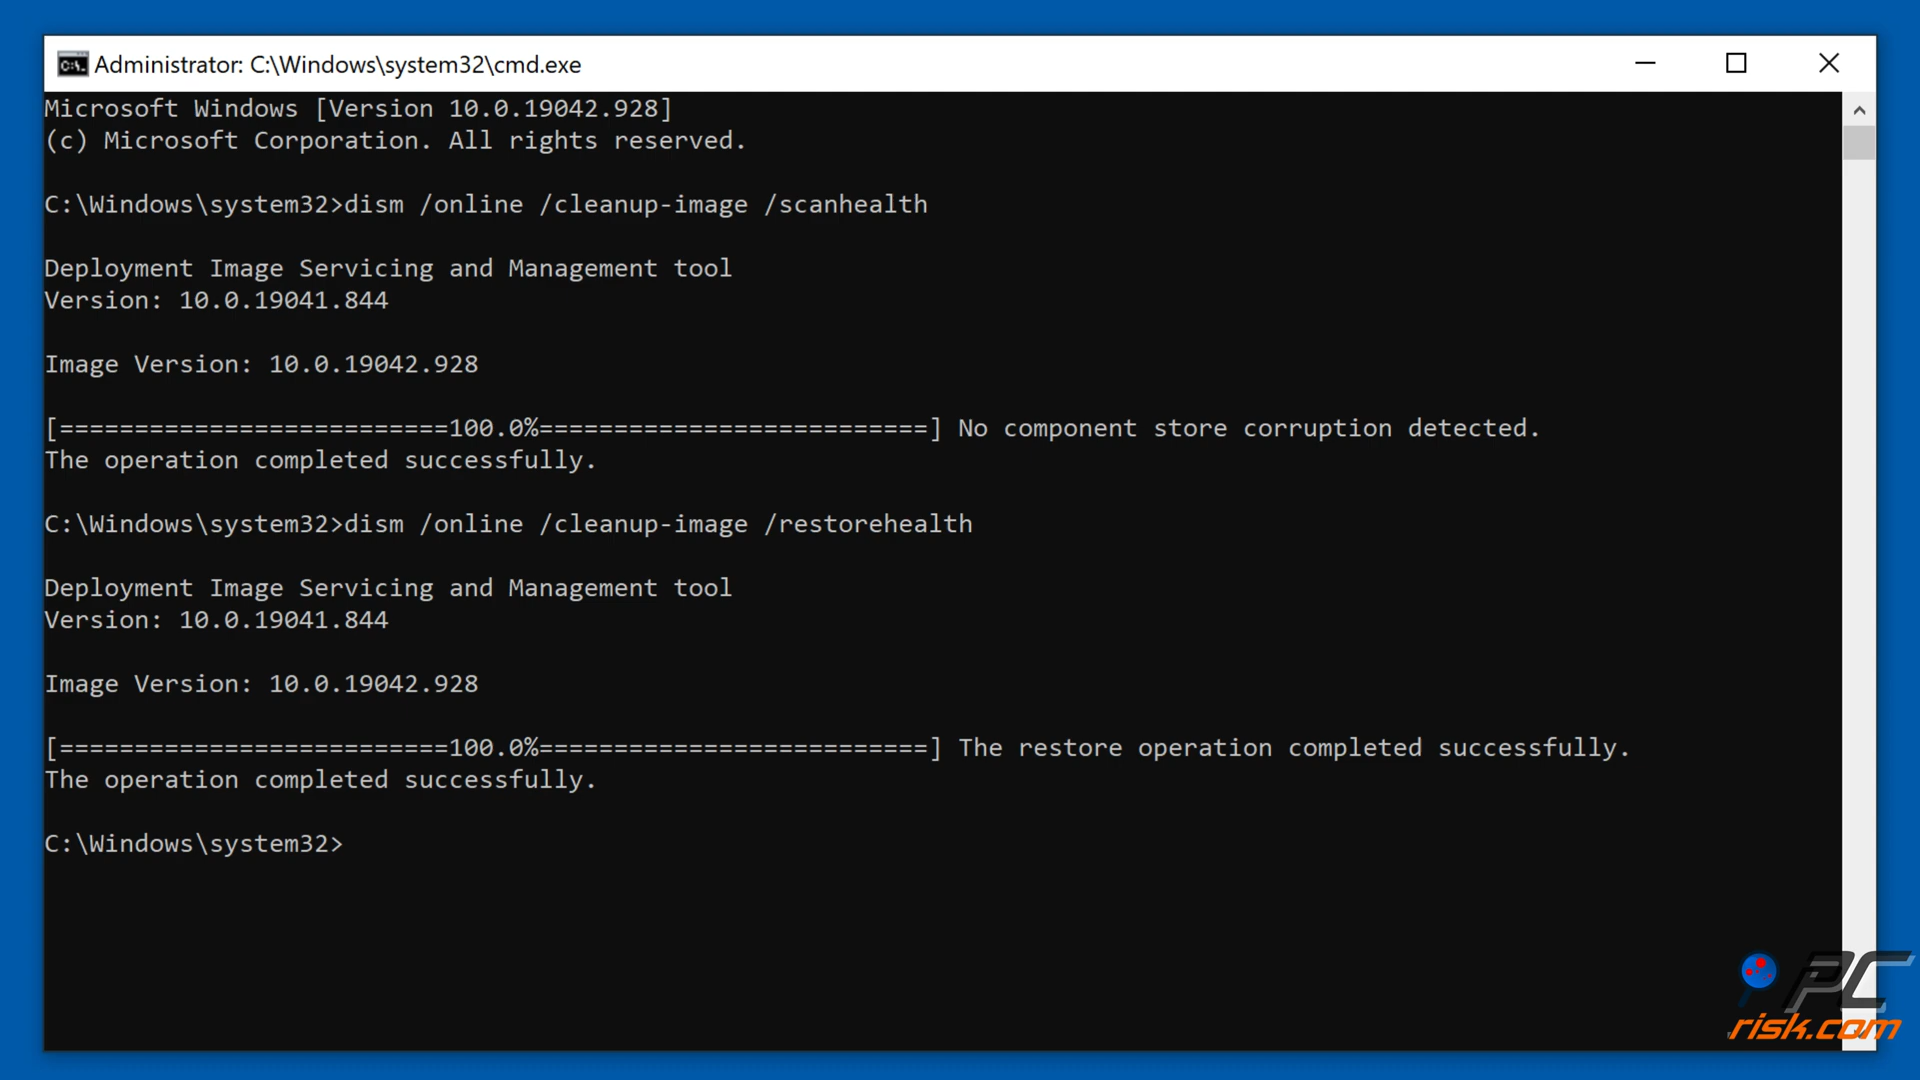 Administrator: C:\Windows\system32\cmd.exe
Microsoft Windows [Version 10.0.19042.928]
(c) Microsoft Corporation. All rights reserved.
C:\Windows\system32>dism /online /cleanup-image /scanhealth
Deployment Image Servicing and Management tool
Version: 10.0.19041.844
Image Version: 10.0.19042.928
[==========================100.0%==========================] No component store corruption detected.
The operation completed successfully.
C:\Windows\system32>dism /online /cleanup-image /restorehealth
Deployment Image Servicing and Management tool
Version: 10.0.19041.844
Image Version: 10.0.19042.928
[==========================100.0%==========================] The restore operation completed successfully.
The operation completed successfully.
C:\Windows\system32>
PC
risk.com